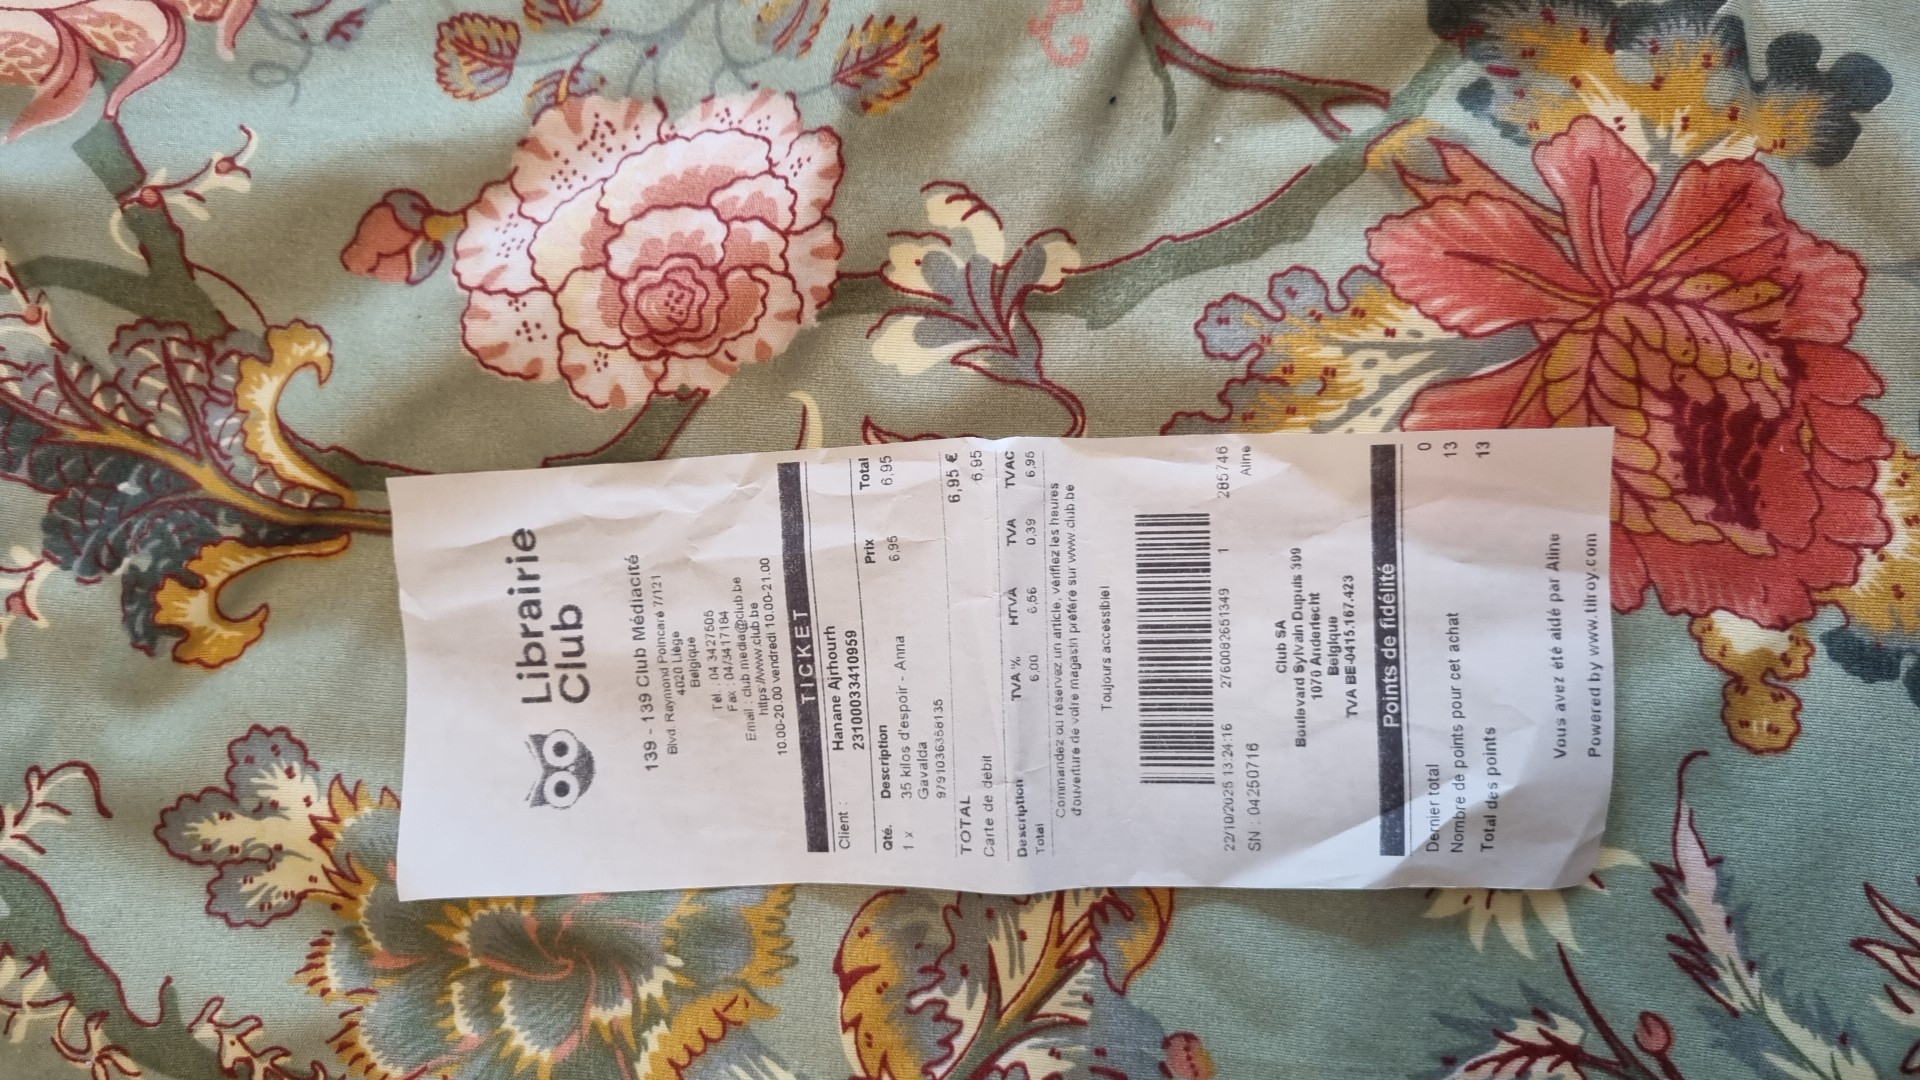 Librairie
Club
139 - 139 Club Médiacité
Blvd. Raymond Poincaré 7/121
4020 Liège
Belgique
Tél. : 04 3427505
Fax : 04/3417184
Email : club.media@club.be
https://www.club.be
10.00-20.00 vendredi 10.00-21.00
TICKET
Client : Hanane Ajrhourh
2310003341095​9
Qté. Description Prix Total
1 x 35 kilos d'espoir - Anna 6,95 6,95
Gavalda
9791036358135
TOTAL 6,95 €
Carte de débit 6,95
Description TVA % HTVA TVA TVAC
Total 6,00 6,56 0,39 6,95
Commandez ou réservez un article, vérifiez les heures
d'ouverture de votre magasin préféré sur www.club.be
Toujours accessible!
22/10/2025 13:24:16 2760082651349 1 285746
SN : 04250716 Aline
Club SA
Boulevard Sylvain Dupuis 399
1070 Anderlecht
Belgique
TVA BE-0415.167.423
Points de fidélité
Dernier total 0
Nombre de points pour cet achat 13
Total des points 13
Vous avez été aidé par Aline
Powered by www.tilroy.com